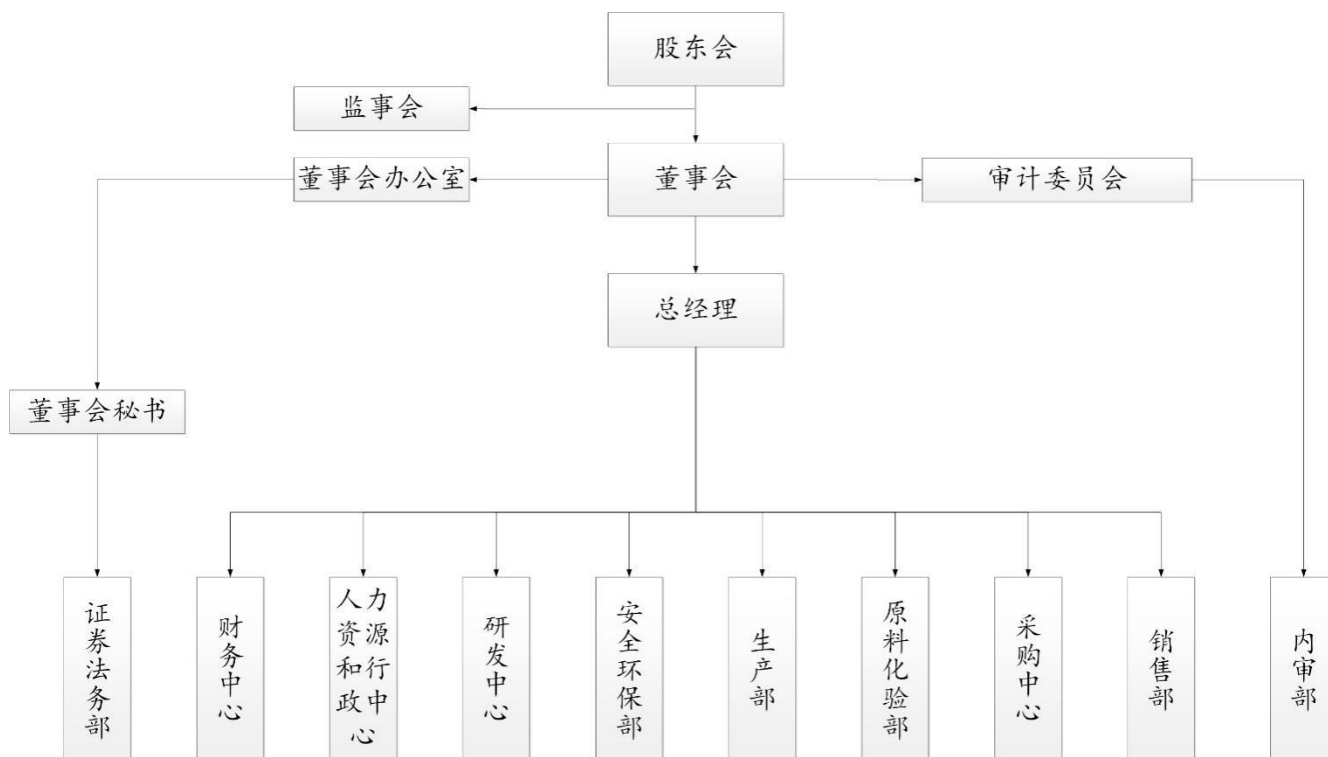 股东会
监事会
董事会办公室
董事会
审计委员会
总经理
董事会秘书
证券法务部
财务中心
人力资源和行政中心
研发中心
安全环保部
生产部
原料化验部
采购中心
销售部
内审部